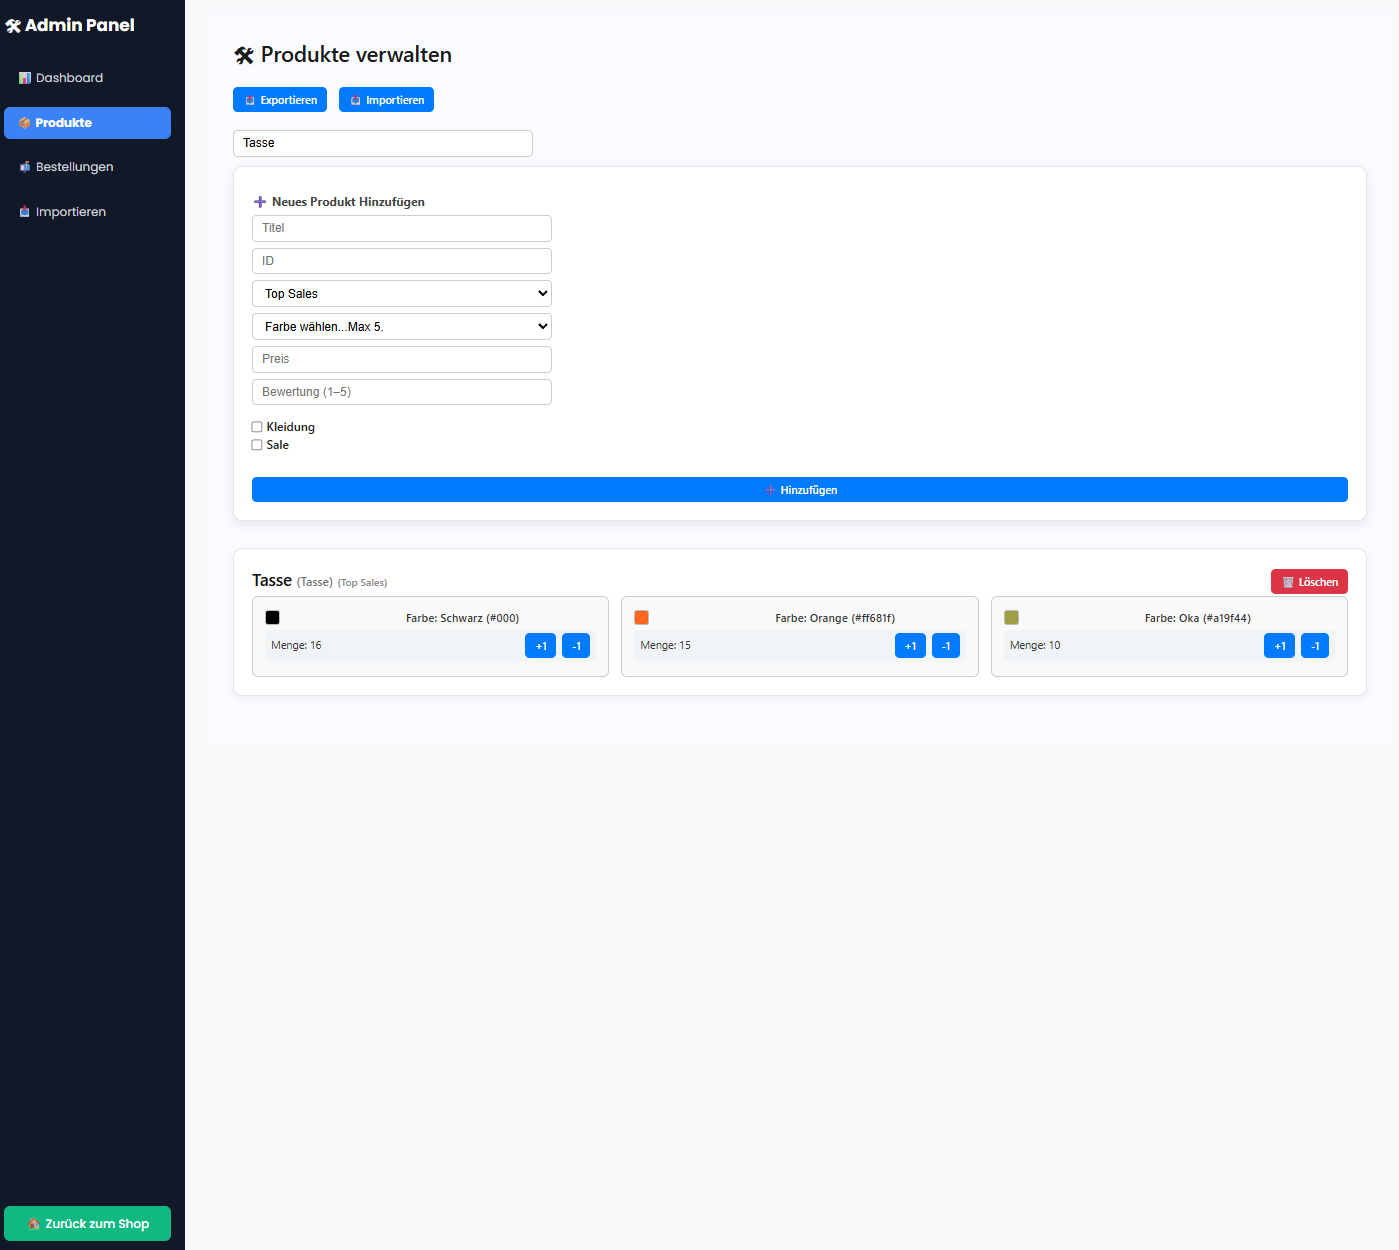 Admin Panel
Dashboard
Produkte
Bestellungen
Importieren
Zurück zum Shop
Produkte verwalten
Exportieren
Importieren
Tasse
Neues Produkt Hinzufügen
Titel
ID
Top Sales
Farbe wählen...Max 5.
Preis
Bewertung (1–5)
Kleidung
Sale
Hinzufügen
Tasse (Tasse) (Top Sales)
Löschen
Farbe: Schwarz (#000)
Menge: 16
+1
-1
Farbe: Orange (#ff681f)
Menge: 15
+1
-1
Farbe: Oka (#a19f44)
Menge: 10
+1
-1